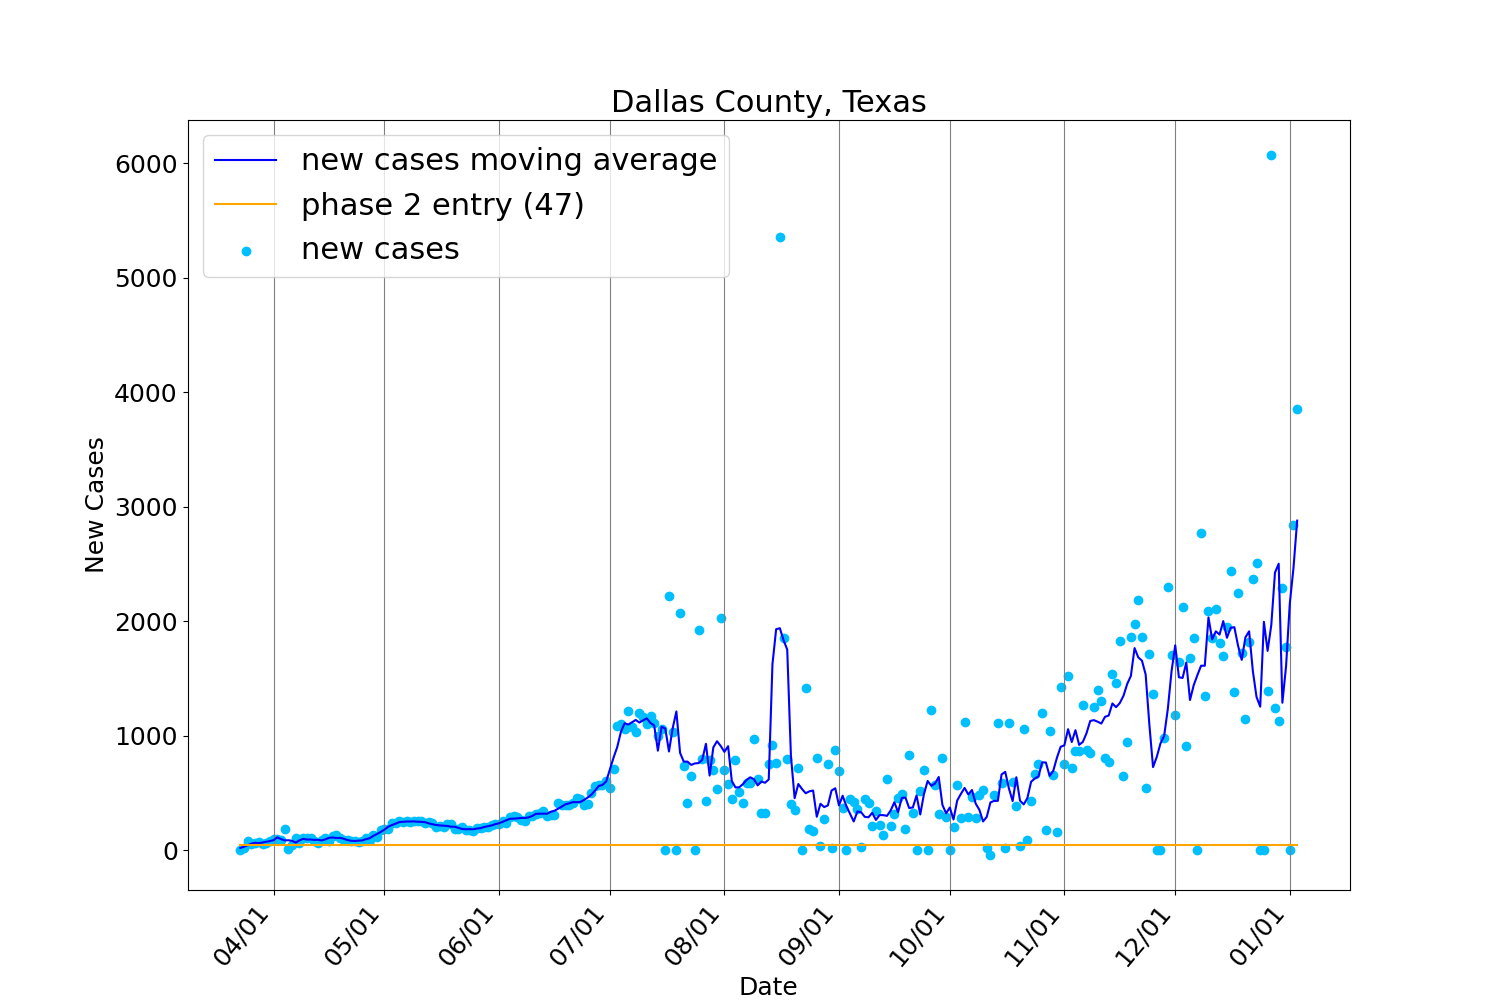 Dallas County, Texas
new cases moving average
phase 2 entry (47)
new cases
6000
5000
4000
3000
2000
1000
0
New Cases
04/01
05/01
06/01
07/01
08/01
09/01
10/01
11/01
12/01
01/01
Date